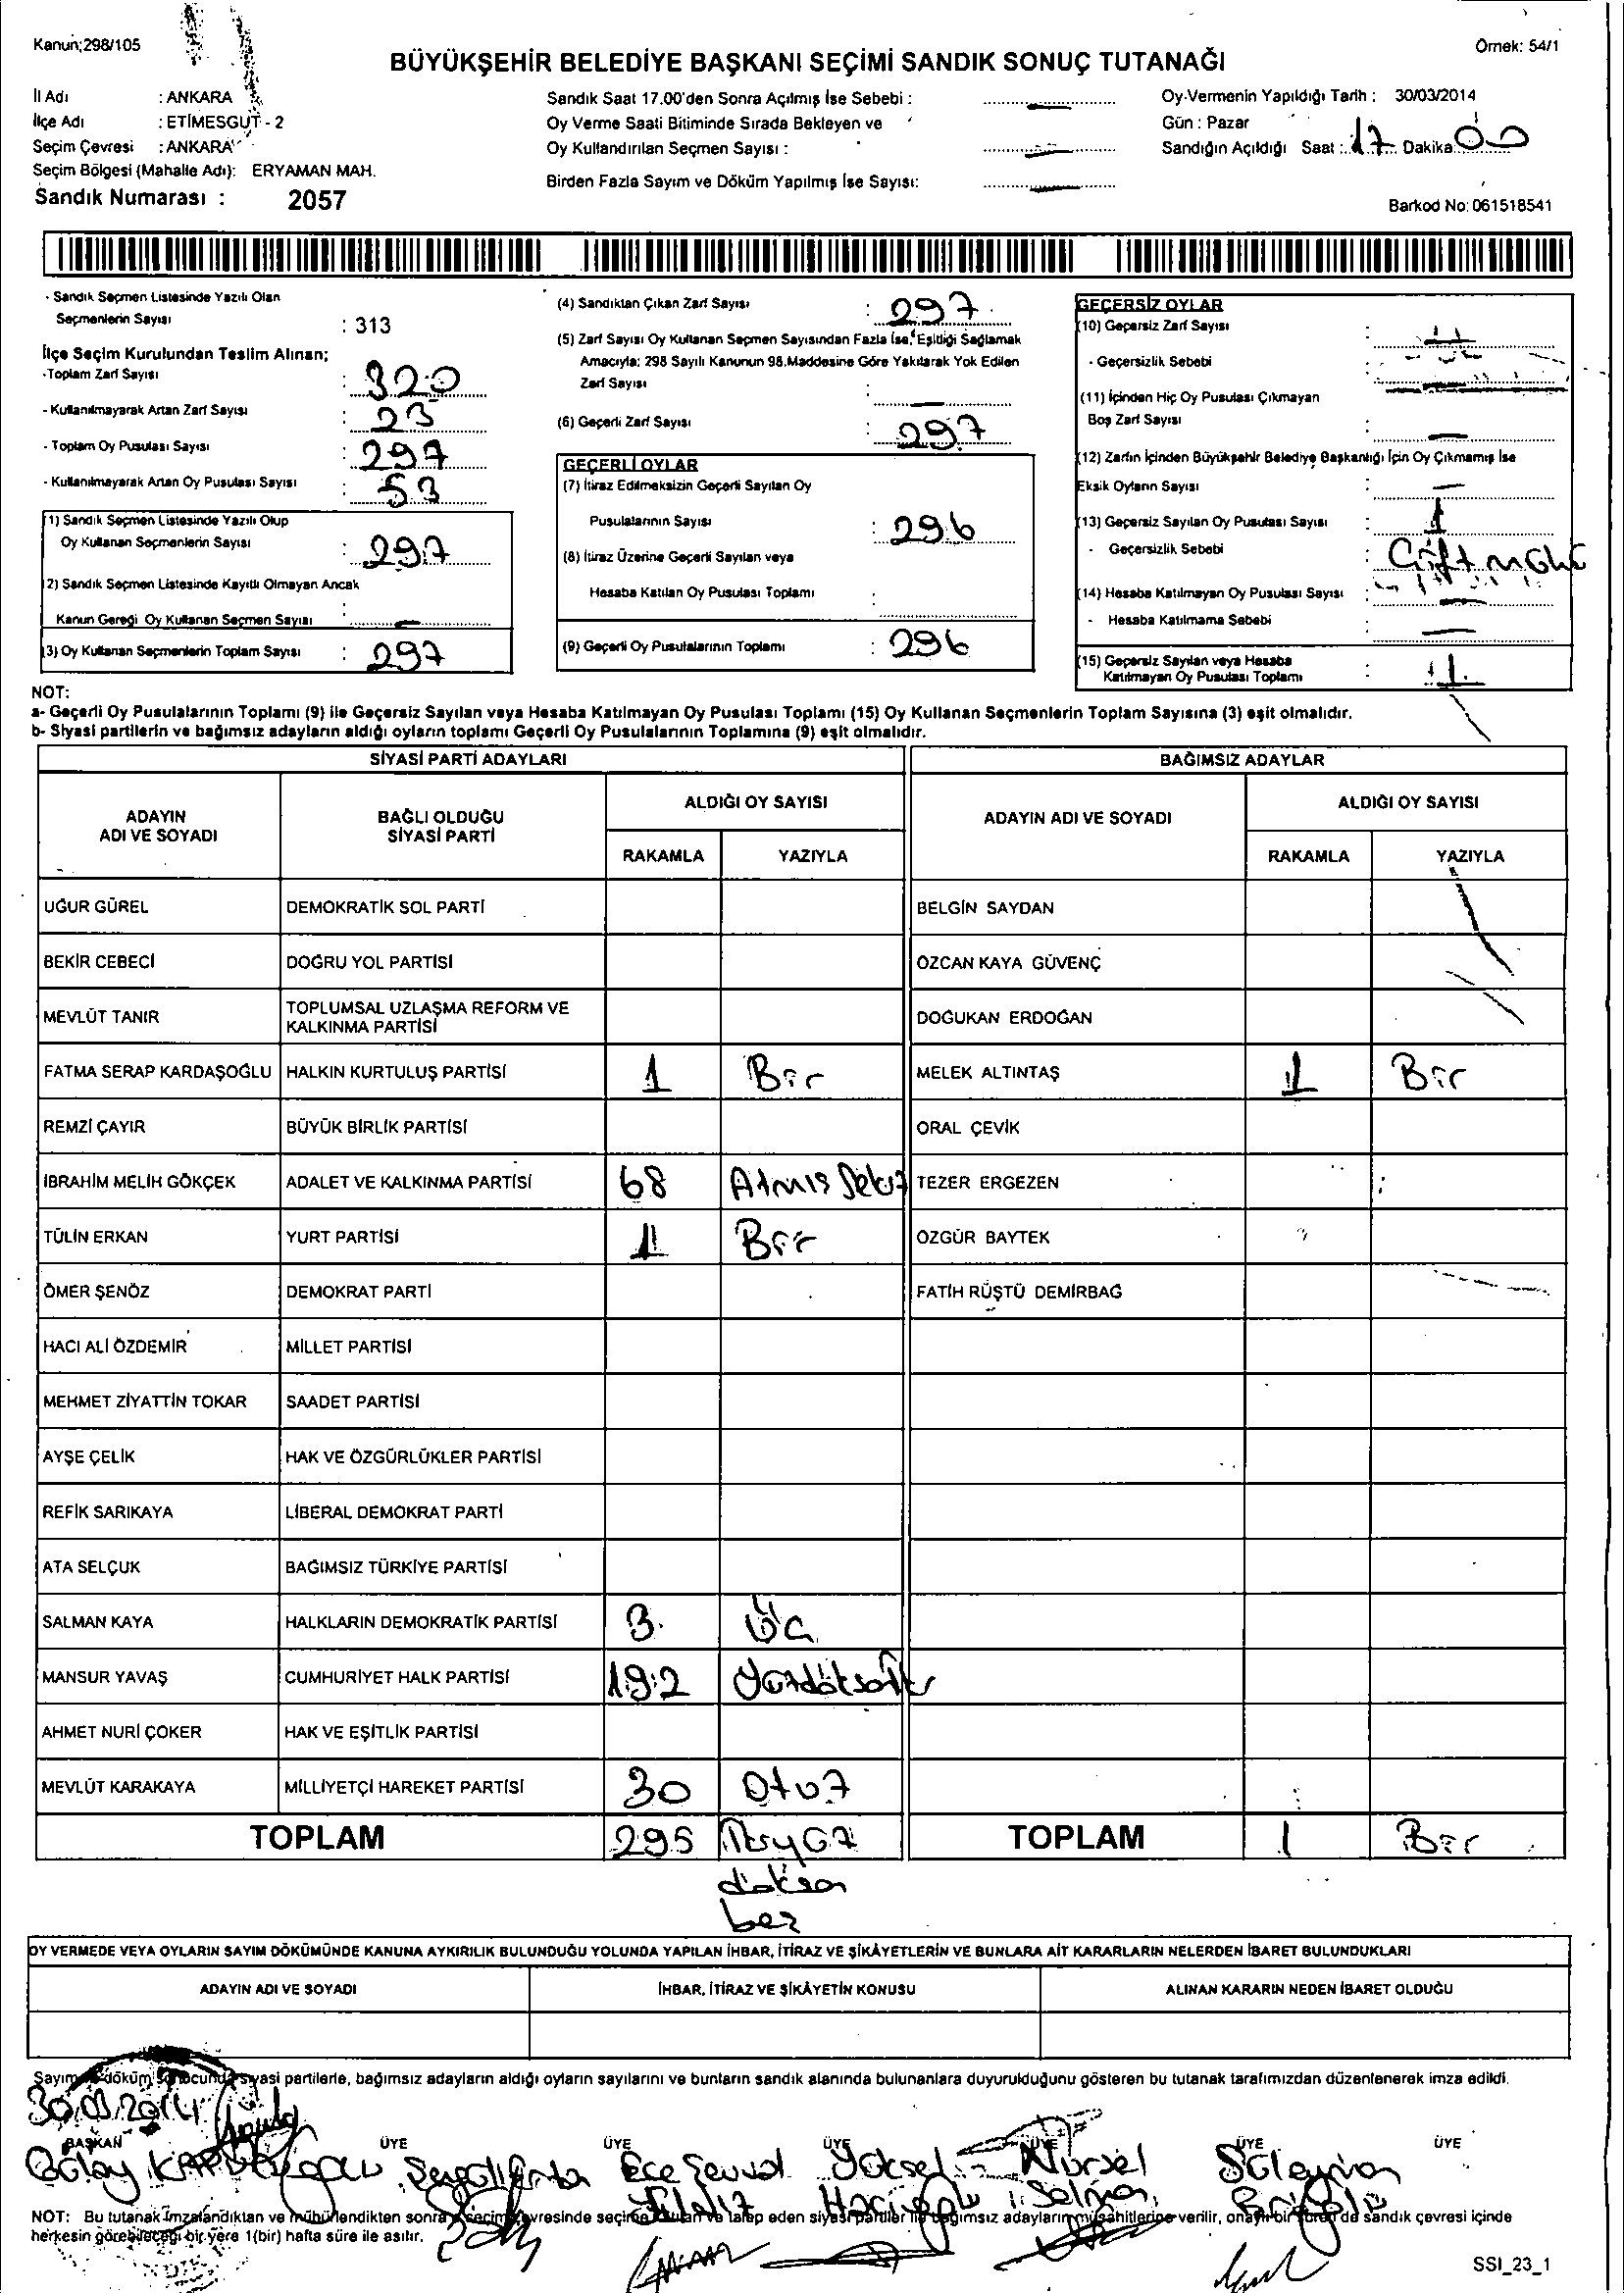 Kanun;298/105
Örnek: 54/1
BÜYÜKŞEHİR BELEDİYE BAŞKANI SEÇİMİ SANDIK SONUÇ TUTANAĞI
İl Adı : ANKARA
İlçe Adı : ETİMESGUT - 2
Seçim Çevresi : ANKARA
Seçim Bölgesi (Mahalle Adı): ERYAMAN MAH.
Sandık Numarası : 2057
Sandık Saat 17.00'den Sonra Açılmış İse Sebebi :
Oy Verme Saati Bitiminde Sırada Bekleyen ve
Oy Kullandırılan Seçmen Sayısı :
Birden Fazla Sayım ve Döküm Yapılmış İse Sayısı:
Oy Vermenin Yapıldığı Tarih : 30/03/2014
Gün : Pazar
Sandığın Açıldığı Saat : 17 Dakika 00
Barkod No: 061518541
- Sandık Seçmen Listesinde Yazılı Olan
Seçmenlerin Sayısı : 313
İlçe Seçim Kurulundan Teslim Alınan;
-Toplam Zarf Sayısı : 320
- Kullanılmayarak Artan Zarf Sayısı : 23
- Toplam Oy Pusulası Sayısı : 297
- Kullanılmayarak Artan Oy Pusulası Sayısı : 53
(1) Sandık Seçmen Listesinde Yazılı Olup
Oy Kullanan Seçmenlerin Sayısı : 297
(2) Sandık Seçmen Listesinde Kayıtlı Olmayan Ancak
Kanun Gereği Oy Kullanan Seçmen Sayısı :
(3) Oy Kullanan Seçmenlerin Toplam Sayısı : 297
(4) Sandıktan Çıkan Zarf Sayısı : 297
(5) Zarf Sayısı Oy Kullanan Seçmen Sayısından Fazla İse, Eşitliği Sağlamak
Amacıyla; 298 Sayılı Kanunun 98.Maddesine Göre Yakılarak Yok Edilen
Zarf Sayısı :
(6) Geçerli Zarf Sayısı : 297
GEÇERLİ OYLAR
(7) İtiraz Edilmeksizin Geçerli Sayılan Oy
Pusulalarının Sayısı : 296
(8) İtiraz Üzerine Geçerli Sayılan veya
Hesaba Katılan Oy Pusulası Toplamı :
(9) Geçerli Oy Pusulalarının Toplamı : 296
GEÇERSİZ OYLAR
(10) Geçersiz Zarf Sayısı :
- Geçersizlik Sebebi :
(11) İçinden Hiç Oy Pusulası Çıkmayan
Boş Zarf Sayısı :
(12) Zarfın İçinden Büyükşehir Belediye Başkanlığı İçin Oy Çıkmamış İse
Eksik Oyların Sayısı :
(13) Geçersiz Sayılan Oy Pusulası Sayısı : 1
- Geçersizlik Sebebi : Çift
(14) Hesaba Katılmayan Oy Pusulası Sayısı :
- Hesaba Katılmama Sebebi :
(15) Geçersiz Sayılan veya Hesaba
Katılmayan Oy Pusulası Toplamı : 1
NOT:
a- Geçerli Oy Pusulalarının Toplamı (9) ile Geçersiz Sayılan veya Hesaba Katılmayan Oy Pusulası Toplamı (15) Oy Kullanan Seçmenlerin Toplam Sayısına (3) eşit olmalıdır.
b- Siyasi partilerin ve bağımsız adayların aldığı oyların toplamı Geçerli Oy Pusulalarının Toplamına (9) eşit olmalıdır.
SİYASİ PARTİ ADAYLARI BAĞIMSIZ ADAYLAR
ADAYIN ADI VE SOYADI BAĞLI OLDUĞU SİYASİ PARTİ ALDIĞI OY SAYISI ADAYIN ADI VE SOYADI ALDIĞI OY SAYISI
RAKAMLA YAZIYLA RAKAMLA YAZIYLA
UĞUR GÜREL DEMOKRATİK SOL PARTİ BELGİN SAYDAN
BEKİR CEBECİ DOĞRU YOL PARTİSİ ÖZCAN KAYA GÜVENÇ
MEVLÜT TANIR TOPLUMSAL UZLAŞMA REFORM VE KALKINMA PARTİSİ DOĞUKAN ERDOĞAN
FATMA SERAP KARDAŞOĞLU HALKIN KURTULUŞ PARTİSİ 1 Bir MELEK ALTINTAŞ 1 Bir
REMZİ ÇAYIR BÜYÜK BİRLİK PARTİSİ ORAL ÇEVİK
İBRAHİM MELİH GÖKÇEK ADALET VE KALKINMA PARTİSİ 68 Atmış Sekiz TEZER ERGEZEN
TÜLİN ERKAN YURT PARTİSİ 1 Bir ÖZGÜR BAYTEK
ÖMER ŞENÖZ DEMOKRAT PARTİ FATİH RÜŞTÜ DEMİRBAĞ
HACI ALİ ÖZDEMİR MİLLET PARTİSİ
MEHMET ZİYATTİN TOKAR SAADET PARTİSİ
AYŞE ÇELİK HAK VE ÖZGÜRLÜKLER PARTİSİ
REFİK SARIKAYA LİBERAL DEMOKRAT PARTİ
ATA SELÇUK BAĞIMSIZ TÜRKİYE PARTİSİ
SALMAN KAYA HALKLARIN DEMOKRATİK PARTİSİ 3 Üç
MANSUR YAVAŞ CUMHURİYET HALK PARTİSİ 192
AHMET NURİ ÇOKER HAK VE EŞİTLİK PARTİSİ
MEVLÜT KARAKAYA MİLLİYETÇİ HAREKET PARTİSİ 30 Otuz
TOPLAM 295 İkiyüz TOPLAM 1 Bir
doksan
beş
OY VERMEDE VEYA OYLARIN SAYIM DÖKÜMÜNDE KANUNA AYKIRILIK BULUNDUĞU YOLUNDA YAPILAN İHBAR, İTİRAZ VE ŞİKÂYETLERİN VE BUNLARA AİT KARARLARIN NELERDEN İBARET BULUNDUKLARI
ADAYIN ADI VE SOYADI İHBAR, İTİRAZ VE ŞİKÂYETİN KONUSU ALINAN KARARIN NEDEN İBARET OLDUĞU
Sayım döküm sonucunda siyasi partilerle, bağımsız adayların aldığı oyların sayılarını ve bunların sandık alanında bulunanlara duyurulduğunu gösteren bu tutanak tarafımızdan düzenlenerek imza edildi.
30.03.2014
BAŞKAN ÜYE ÜYE ÜYE ÜYE ÜYE ÜYE
Gülay Ece Şevval Yüksel Nursel Süleyman
Yıldız Hacıoğlu Selma
NOT: Bu tutanak imzalandıktan ve mühürlendikten sonra seçim çevresinde seçime katılan ve talep eden siyasi partiler ile bağımsız adayların müşahitlerine verilir, onaylı bir sureti de sandık çevresi içinde
herkesin görebileceği bir yere 1(bir) hafta süre ile asılır.
SSI_23_1